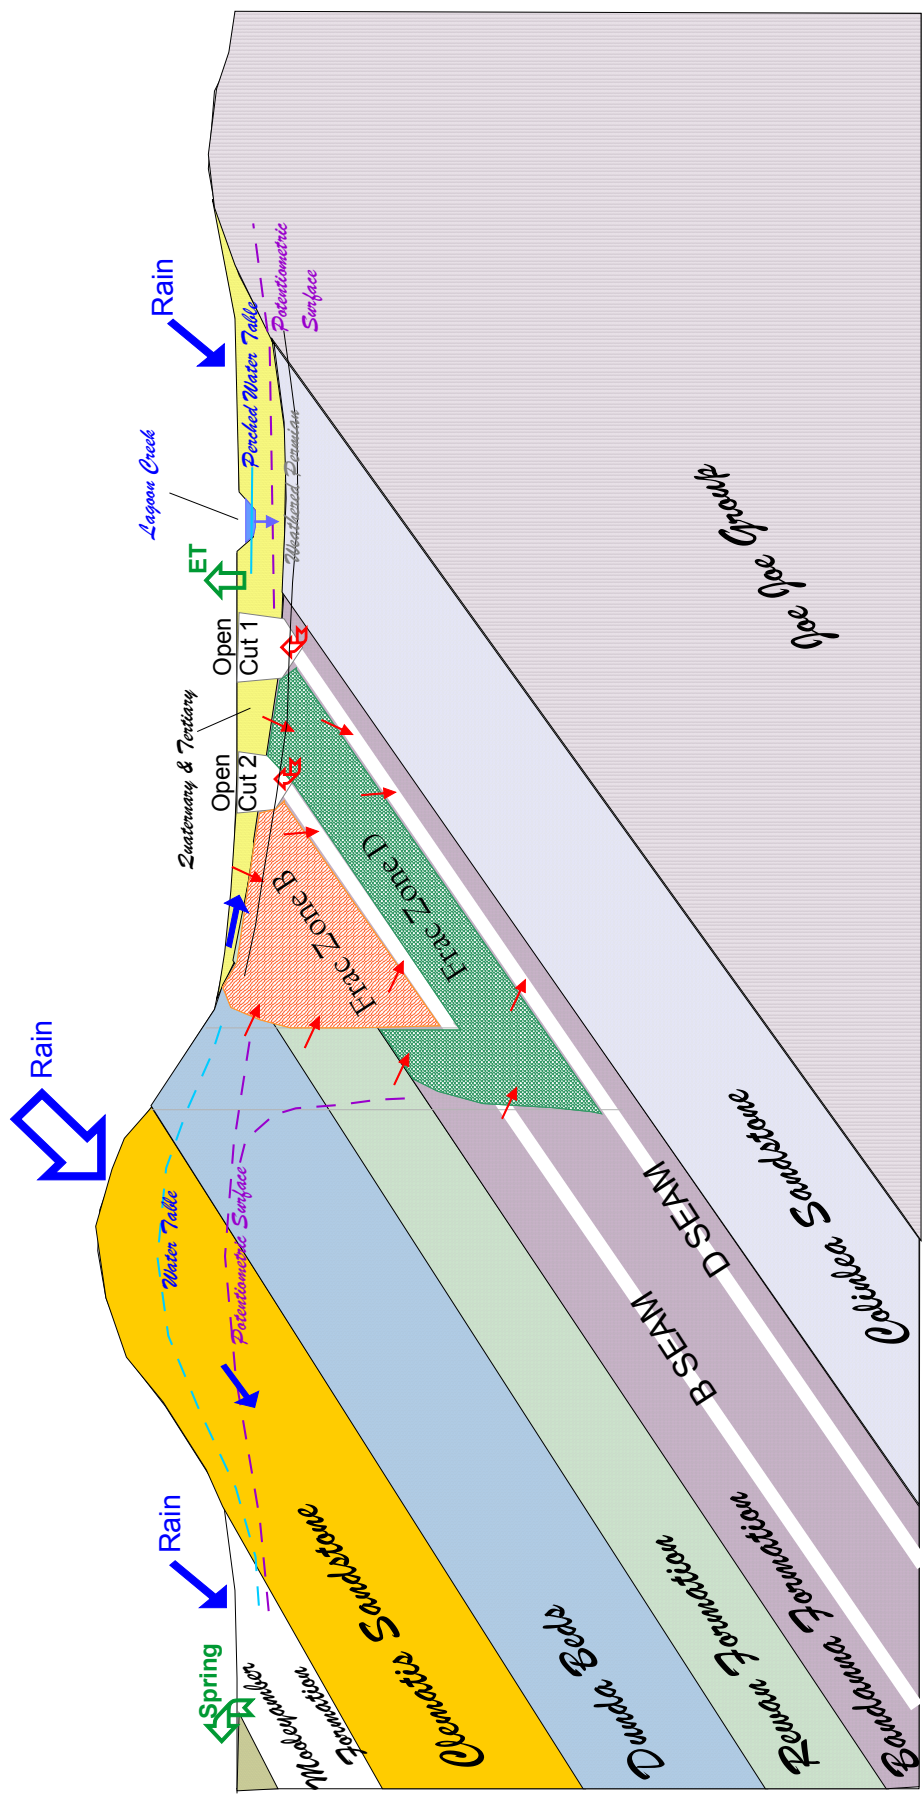 Rain
Rain
Rain
Spring
Moolayamber
Formation
Clematis Sandstone
Dunda Beds
Rewan Formation
Bandanna Formation
Water Table
Potentiometric Surface
B SEAM
D SEAM
Frac Zone B
Frac Zone D
Quaternary & Tertiary
Open
Cut 2
Open
Cut 1
ET
Lagoon Creek
Perched Water Table
Potentiometric
Surface
Weathered Permian
Colinlea Sandstone
Joe Joe Group